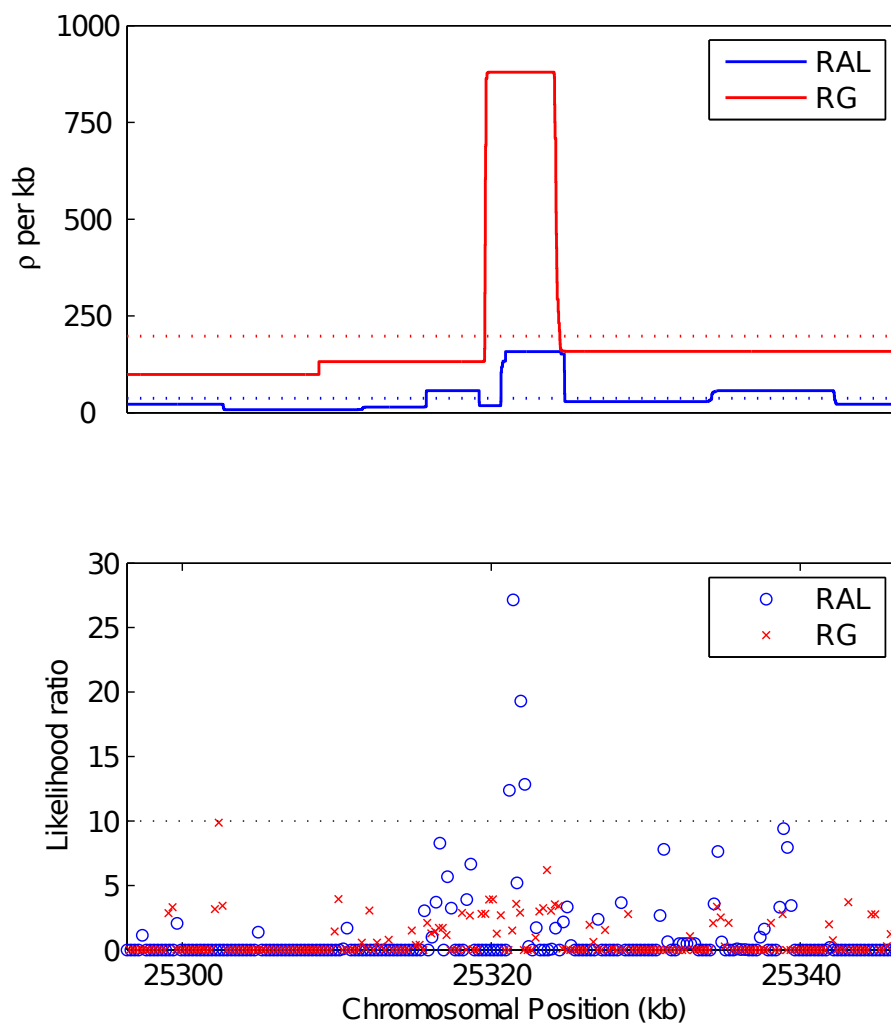 1000
750
500
250
0
ρ per kb
RAL
RG
30
25
20
15
10
5
0
Likelihood ratio
RAL
RG
25300
25320
25340
Chromosomal Position (kb)